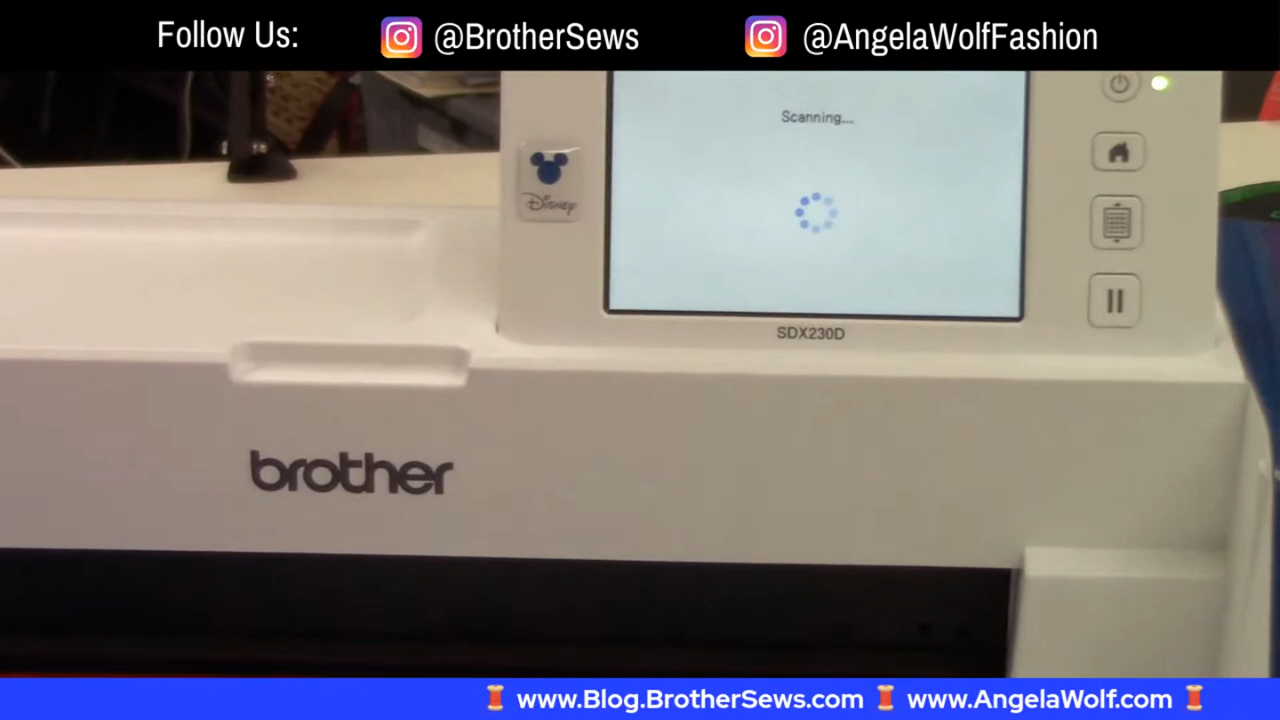 Follow Us: @BrotherSews @AngelaWolfFashion
Scanning...
Disney
SDX230D
brother
www.Blog.BrotherSews.com www.AngelaWolf.com